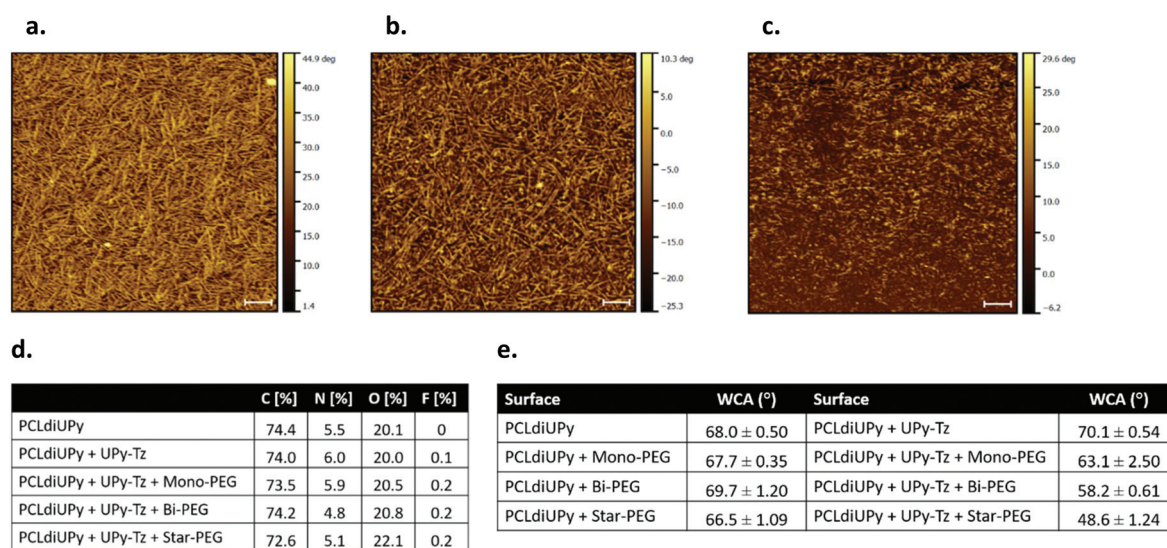 a.
b.
c.
44.9 deg
40.0
35.0
30.0
25.0
20.0
15.0
10.0
1.4
10.3 deg
5.0
0.0
−5.0
−10.0
−15.0
−20.0
−25.3
29.6 deg
25.0
20.0
15.0
10.0
5.0
0.0
−6.2
d.
C [%] N [%] O [%] F [%]
PCLdiUPy 74.4 5.5 20.1 0
PCLdiUPy + UPy-Tz 74.0 6.0 20.0 0.1
PCLdiUPy + UPy-Tz + Mono-PEG 73.5 5.9 20.5 0.2
PCLdiUPy + UPy-Tz + Bi-PEG 74.2 4.8 20.8 0.2
PCLdiUPy + UPy-Tz + Star-PEG 72.6 5.1 22.1 0.2
e.
Surface WCA (°) Surface WCA (°)
PCLdiUPy 68.0 ± 0.50 PCLdiUPy + UPy-Tz 70.1 ± 0.54
PCLdiUPy + Mono-PEG 67.7 ± 0.35 PCLdiUPy + UPy-Tz + Mono-PEG 63.1 ± 2.50
PCLdiUPy + Bi-PEG 69.7 ± 1.20 PCLdiUPy + UPy-Tz + Bi-PEG 58.2 ± 0.61
PCLdiUPy + Star-PEG 66.5 ± 1.09 PCLdiUPy + UPy-Tz + Star-PEG 48.6 ± 1.24